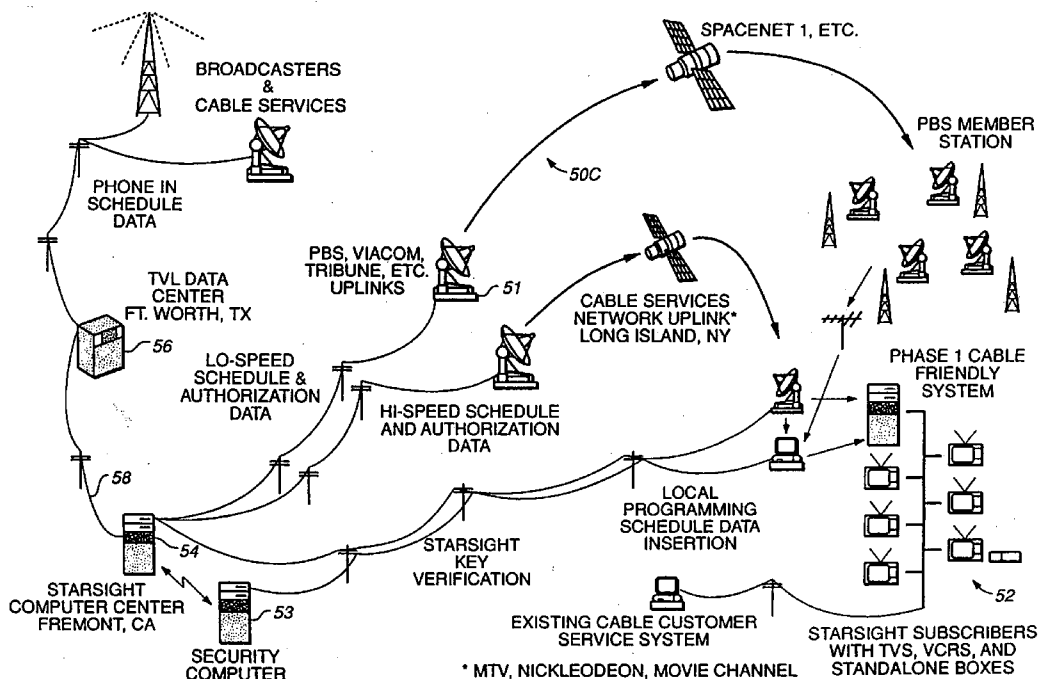 SPACENET 1, ETC.
BROADCASTERS
&
CABLE SERVICES
PBS MEMBER
STATION
50C
PHONE IN
SCHEDULE
DATA
PBS, VIACOM,
TRIBUNE, ETC.
UPLINKS
51
TVL DATA
CENTER
FT. WORTH, TX
56
CABLE SERVICES
NETWORK UPLINK*
LONG ISLAND, NY
LO-SPEED
SCHEDULE &
AUTHORIZATION
DATA
HI-SPEED SCHEDULE
AND AUTHORIZATION
DATA
PHASE 1 CABLE
FRIENDLY
SYSTEM
58
54
STARSIGHT
COMPUTER CENTER
FREMONT, CA
53
SECURITY
COMPUTER
STARSIGHT
KEY
VERIFICATION
LOCAL
PROGRAMMING
SCHEDULE DATA
INSERTION
EXISTING CABLE CUSTOMER
SERVICE SYSTEM
52
STARSIGHT SUBSCRIBERS
WITH TVS, VCRS, AND
STANDALONE BOXES
* MTV, NICKLEODEON, MOVIE CHANNEL